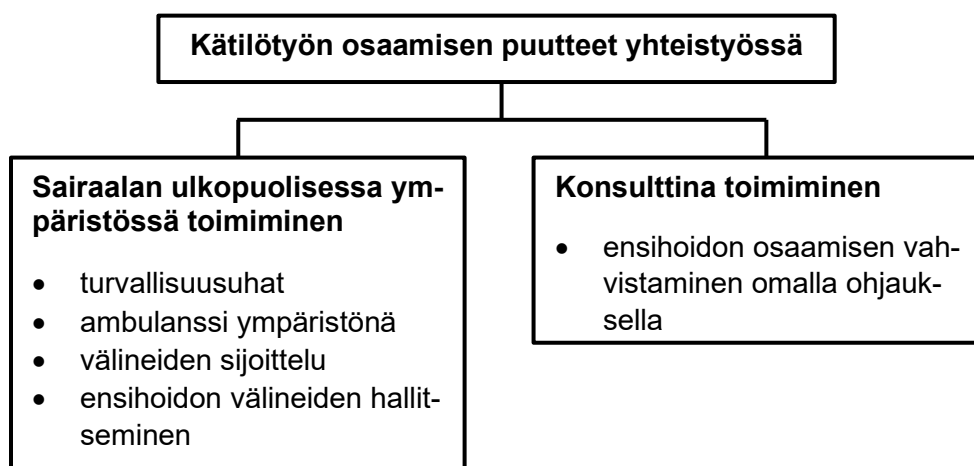 Kätilötyön osaamisen puutteet yhteistyössä
Sairaalan ulkopuolisessa ym-
päristössä toimiminen
• turvallisuusuhat
• ambulanssi ympäristönä
• välineiden sijoittelu
• ensihoidon välineiden hallit-
seminen
Konsulttina toimiminen
• ensihoidon osaamisen vah-
vistaminen omalla ohjauk-
sella